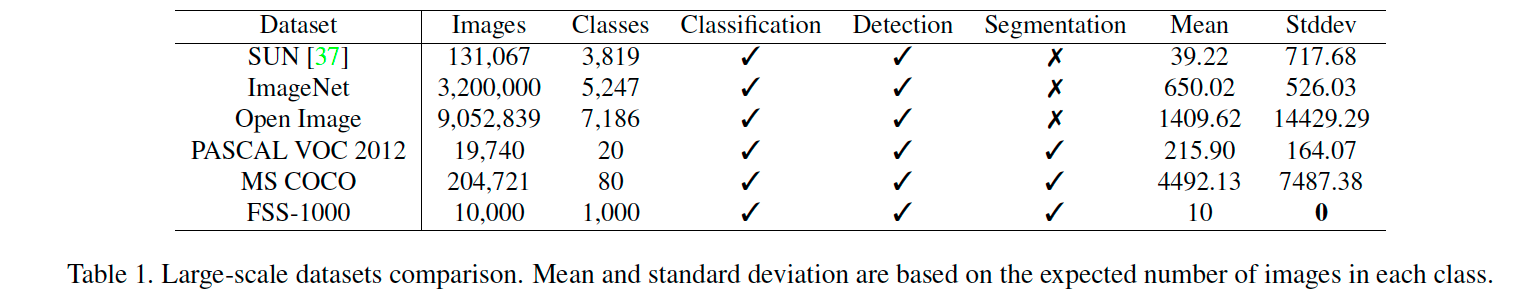 Dataset Images Classes Classification Detection Segmentation Mean Stddev
SUN [37] 131,067 3,819 ✓ ✓ ✗ 39.22 717.68
ImageNet 3,200,000 5,247 ✓ ✓ ✗ 650.02 526.03
Open Image 9,052,839 7,186 ✓ ✓ ✗ 1409.62 14429.29
PASCAL VOC 2012 19,740 20 ✓ ✓ ✓ 215.90 164.07
MS COCO 204,721 80 ✓ ✓ ✓ 4492.13 7487.38
FSS-1000 10,000 1,000 ✓ ✓ ✓ 10 0
Table 1. Large-scale datasets comparison. Mean and standard deviation are based on the expected number of images in each class.